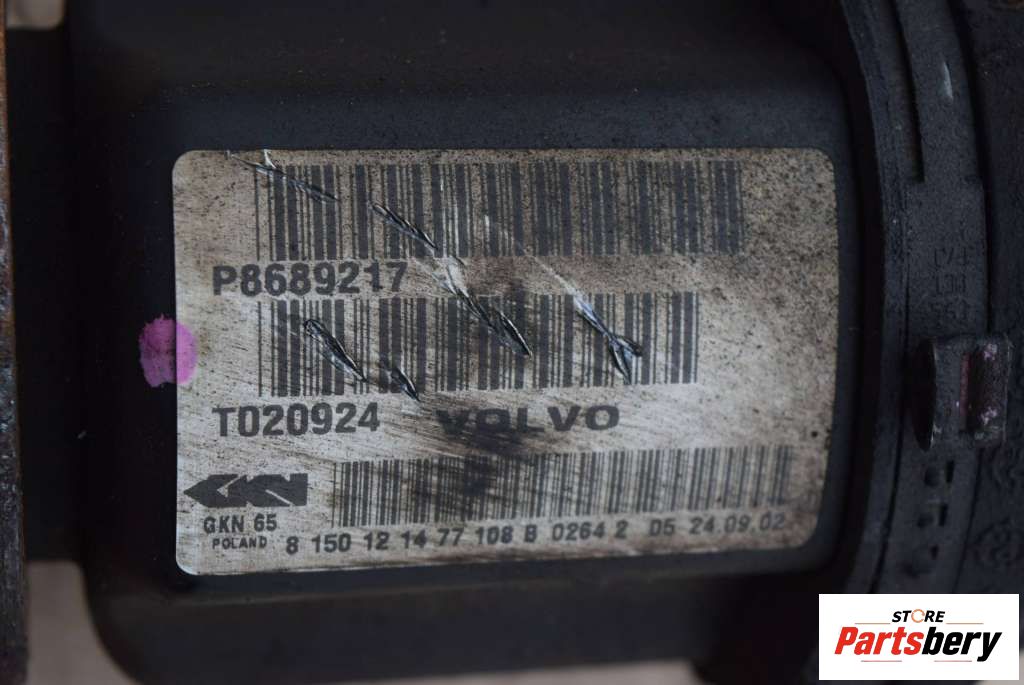 P8689217
T020924 VOLVO
GKN
GKN 65
POLAND 8 150 12 14 77 108 B 0264 2 D5 24.09.02
STORE
Partsbery